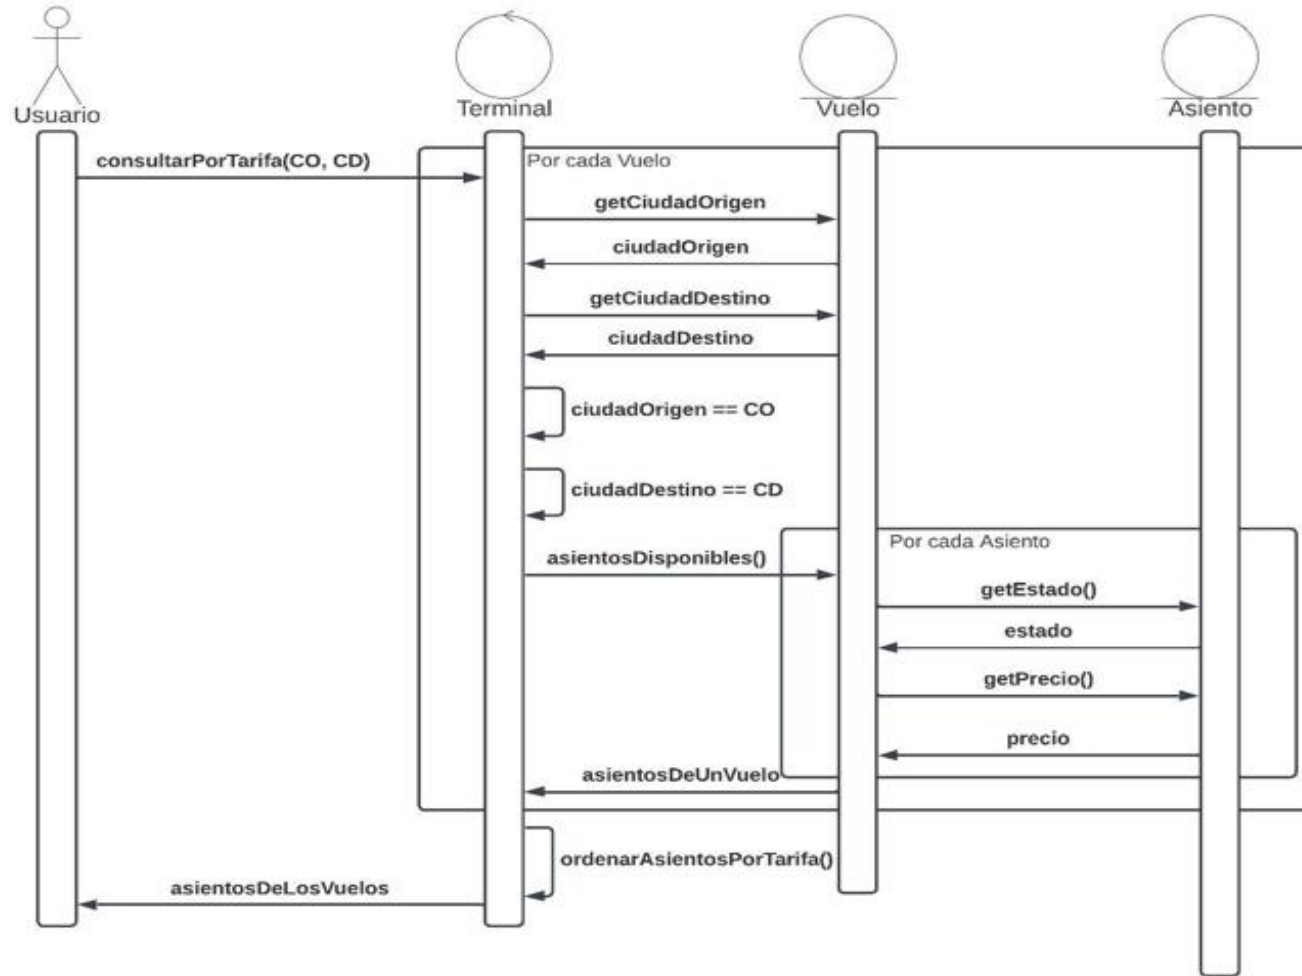 Usuario
Terminal
Vuelo
Asiento
consultarPorTarifa(CO, CD)
Por cada Vuelo
getCiudadOrigen
ciudadOrigen
getCiudadDestino
ciudadDestino
ciudadOrigen == CO
ciudadDestino == CD
Por cada Asiento
asientosDisponibles()
getEstado()
estado
getPrecio()
precio
asientosDeUnVuelo
ordenarAsientosPorTarifa()
asientosDeLosVuelos